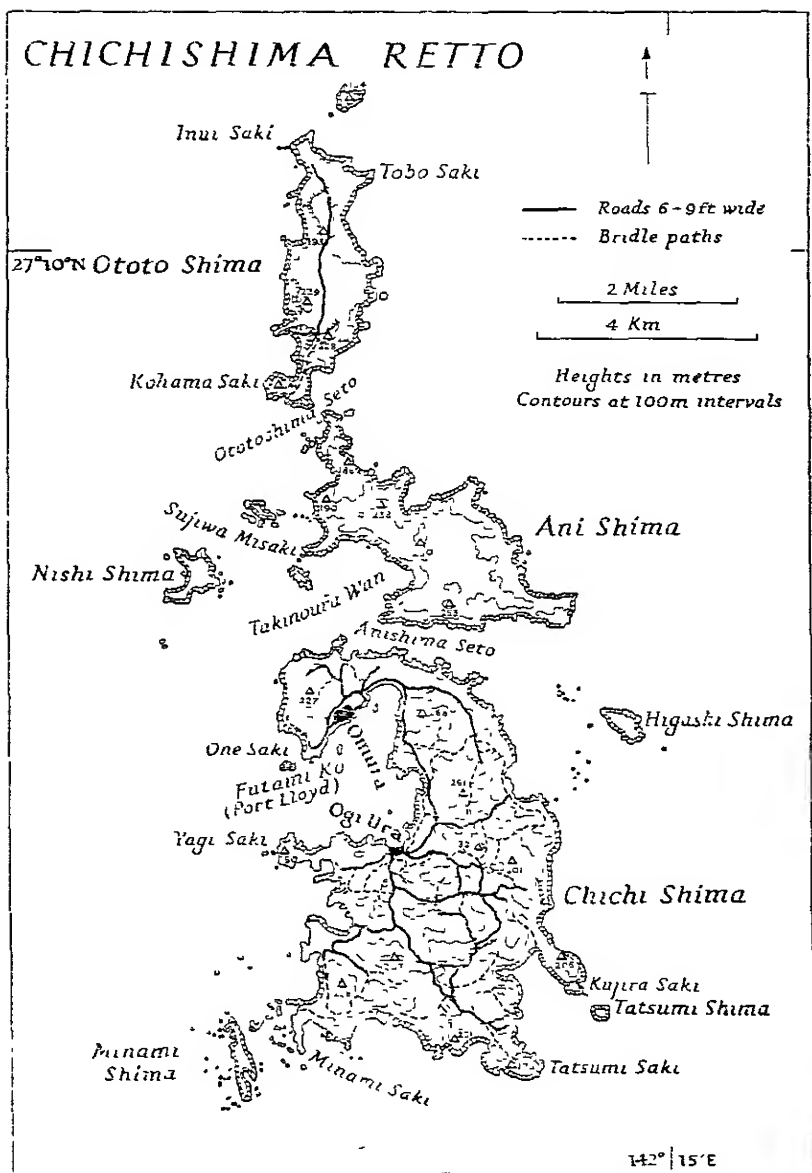 CHICHISHIMA RETTO
Inui Saki
Tobo Saki
Roads 6-9ft wide
Bridle paths
27°10'N Ototo Shima
2 Miles
4 Km
Kohama Saki
Heights in metres
Contours at 100m intervals
Ototoshima Seto
Sujiwa Misaki
Ani Shima
Nishi Shima
Takinoura Wan
Anishima Seto
227
Higashi Shima
Omura
One Saki
Futami Ko
(Port Lloyd)
Ogi Ura
Yagi Saki
Chichi Shima
Kujira Saki
Tatsumi Shima
Minami
Shima
Minami Saki
Tatsumi Saki
142° 15'E